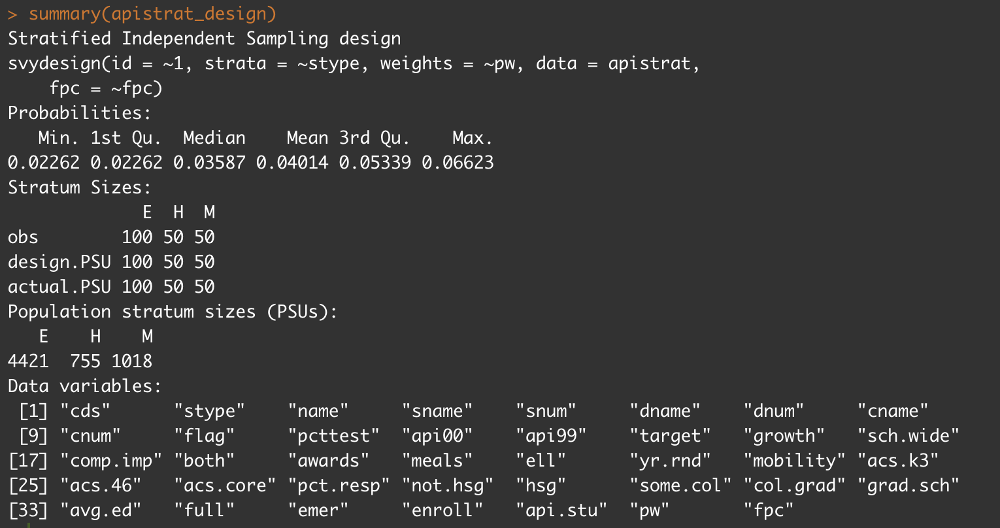 > summary(apistrat_design)
Stratified Independent Sampling design
svydesign(id = ~1, strata = ~stype, weights = ~pw, data = apistrat,
    fpc = ~fpc)
Probabilities:
   Min. 1st Qu.  Median    Mean 3rd Qu.    Max.
0.02262 0.02262 0.03587 0.04014 0.05339 0.06623
Stratum Sizes:
             E  H  M
obs        100 50 50
design.PSU 100 50 50
actual.PSU 100 50 50
Population stratum sizes (PSUs):
   E    H    M
4421  755 1018
Data variables:
 [1] "cds"      "stype"    "name"     "sname"    "snum"     "dname"    "dnum"     "cname"
 [9] "cnum"     "flag"     "pcttest"  "api00"    "api99"    "target"   "growth"   "sch.wide"
[17] "comp.imp" "both"     "awards"   "meals"    "ell"      "yr.rnd"   "mobility" "acs.k3"
[25] "acs.46"   "acs.core" "pct.resp" "not.hsg"  "hsg"      "some.col" "col.grad" "grad.sch"
[33] "avg.ed"   "full"     "emer"     "enroll"   "api.stu"  "pw"       "fpc"